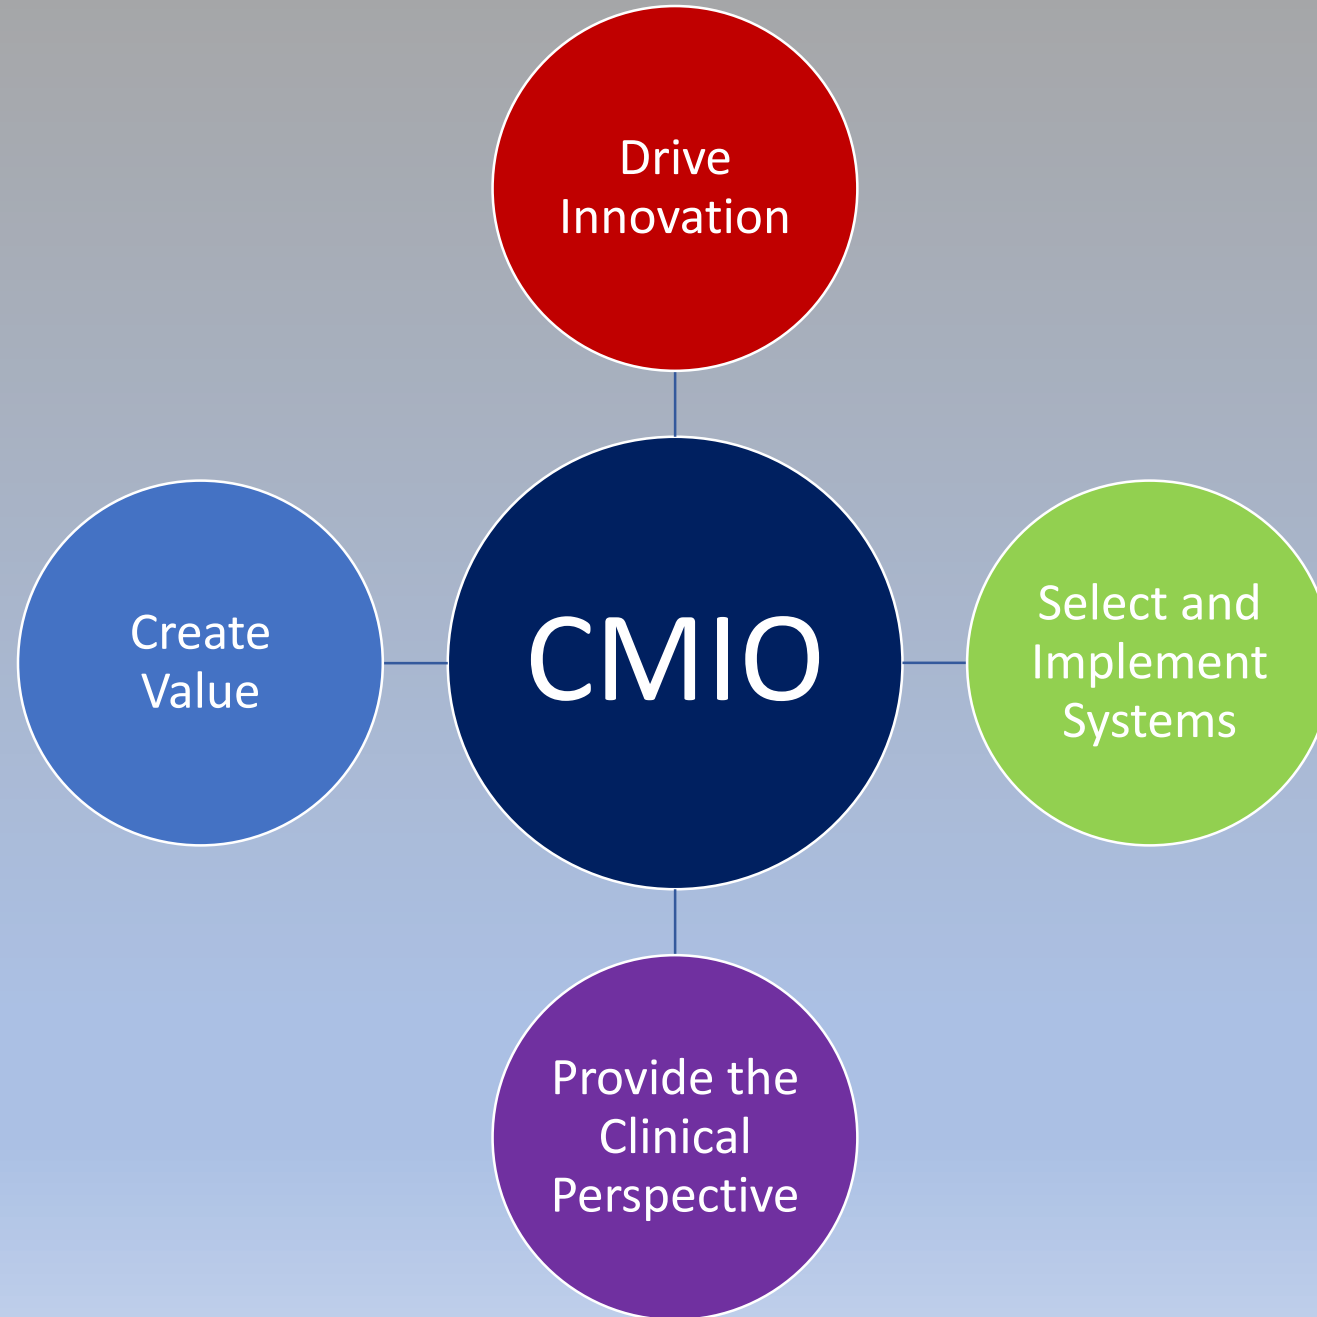 Drive
Innovation
Create
Value
CMIO
Select and
Implement
Systems
Provide the
Clinical
Perspective